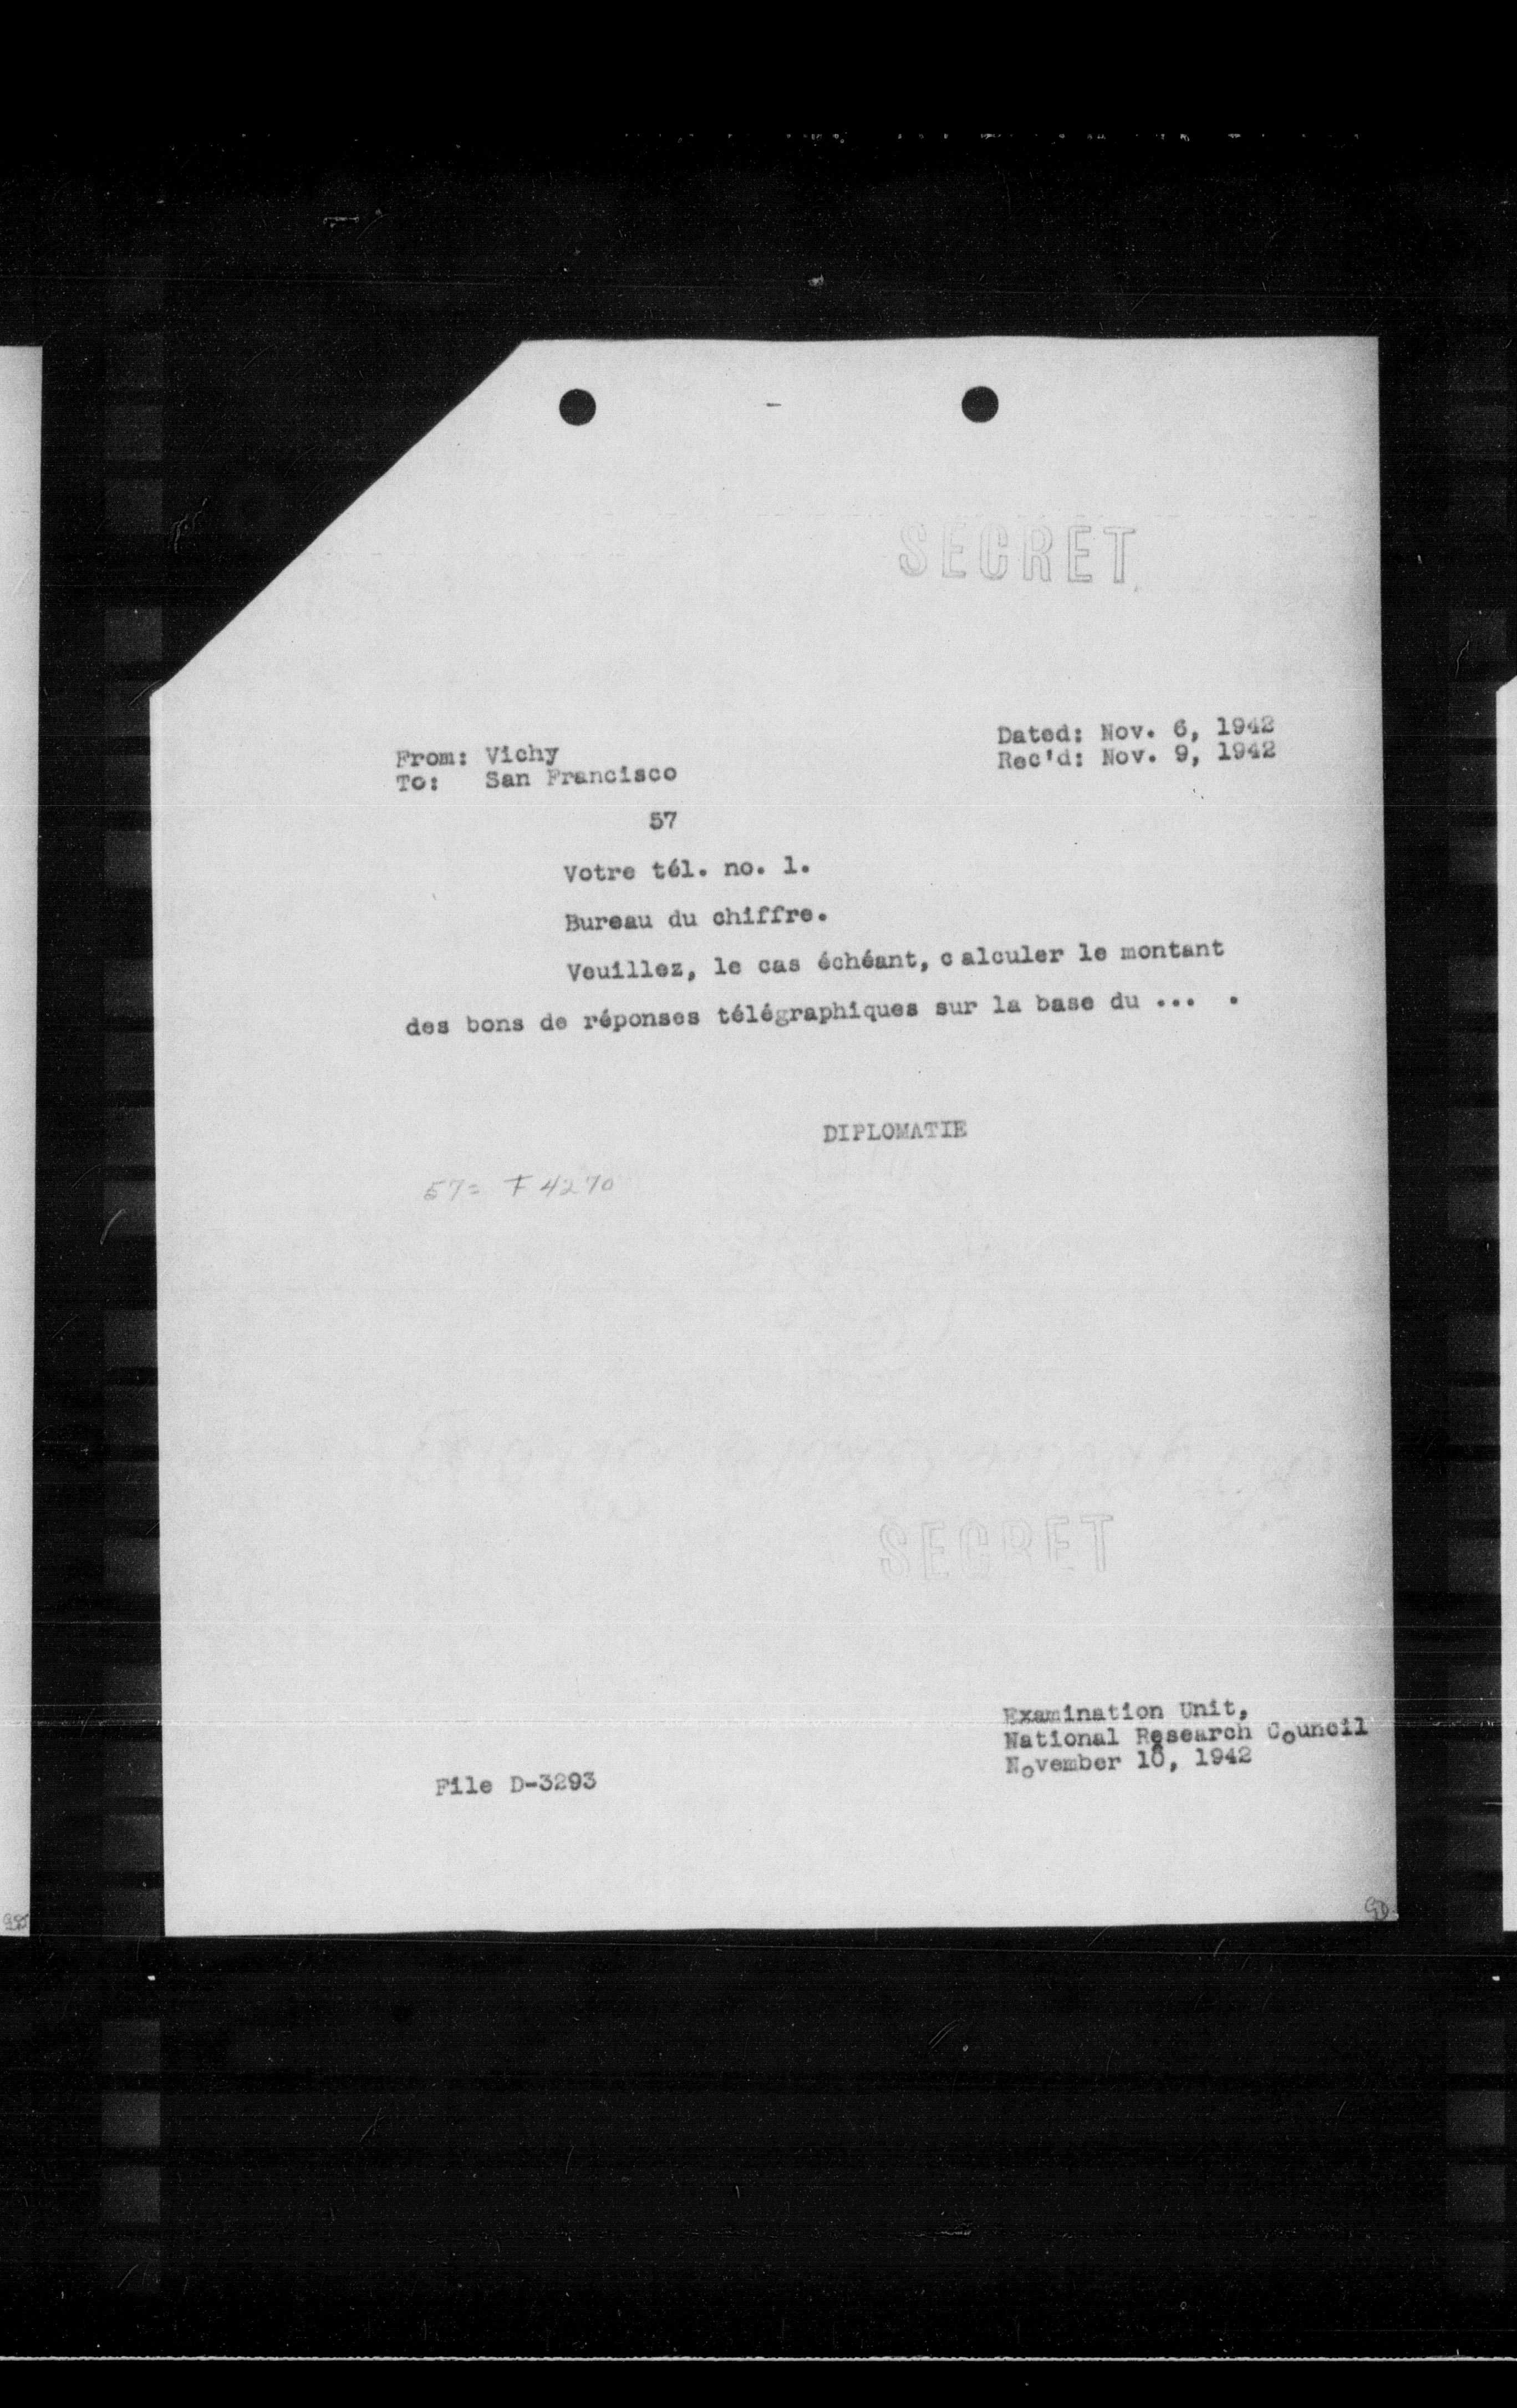 SECRET
Dated: Nov. 6, 1942
Rec'd: Nov. 9, 1942
From: Vichy
To: San Francisco
57
Votre tél. no. 1.
Bureau du chiffre.
Veuillez, le cas échéant, calculer le montant
des bons de réponses télégraphiques sur la base du ... .
DIPLOMATIE
57= F 4270
SECRET
Examination Unit,
National Research Council
November 10, 1942
File D-3293